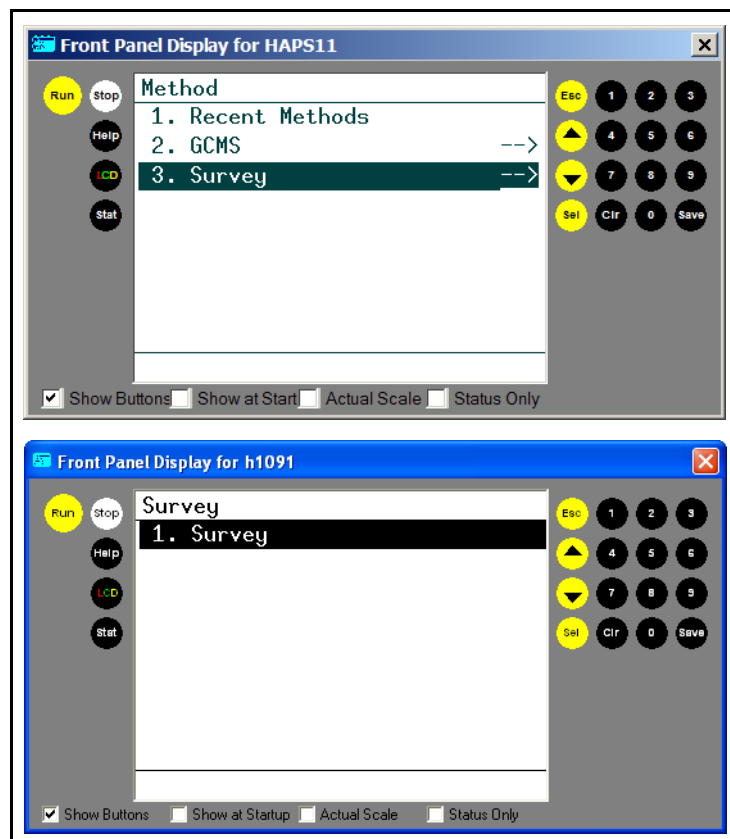 Front Panel Display for HAPS11
Run Stop Method Esc 1 2 3
1. Recent Methods
Help 2. GCMS --> 4 5 6
LCD 3. Survey --> 7 8 9
Stat Sel Clr 0 Save
Show Buttons Show at Start Actual Scale Status Only
Front Panel Display for h1091
Run Stop Survey Esc 1 2 3
1. Survey
Help 4 5 6
LCD 7 8 9
Stat Sel Clr 0 Save
Show Buttons Show at Startup Actual Scale Status Only